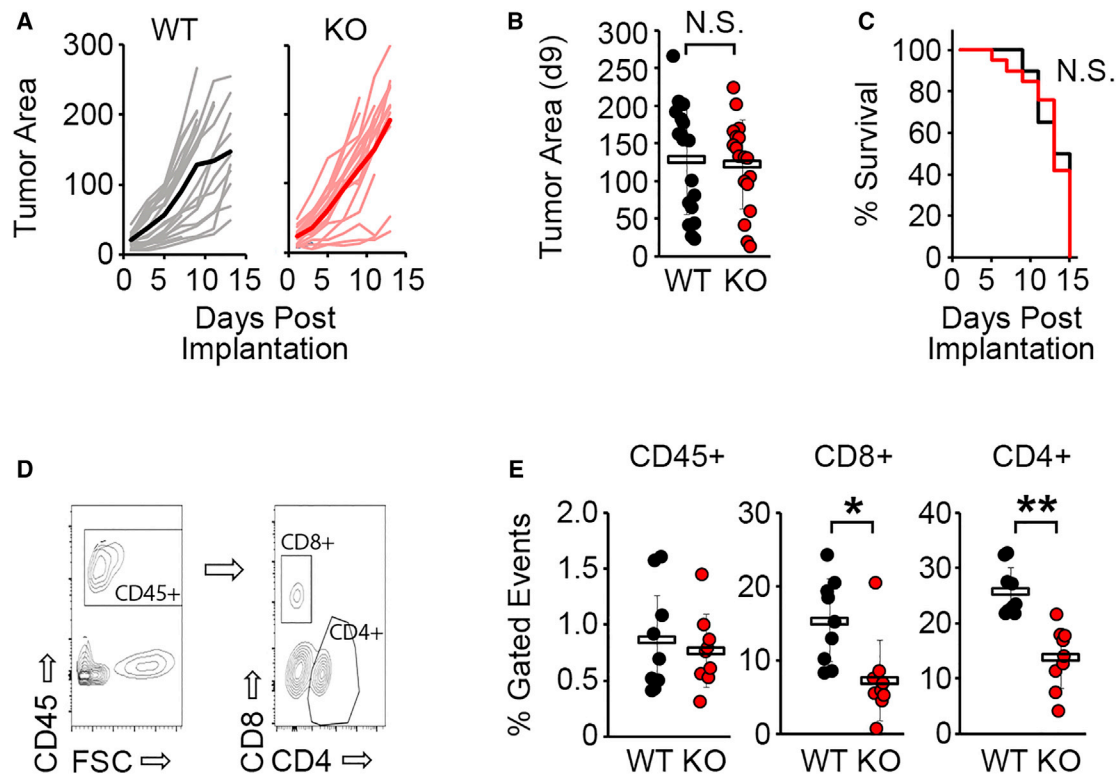 A
WT
KO
Tumor Area
300
200
100
0
0 5 10 15
0 5 10 15
Days Post
Implantation
B
N.S.
Tumor Area (d9)
300
250
200
150
100
50
0
WT KO
C
N.S.
% Survival
100
80
60
40
20
0
0 5 10 15
Days Post
Implantation
D
CD45+
CD45 ⇨
FSC ⇨
CD8+
CD4+
CD8 ⇨
CD4 ⇨
E
% Gated Events
CD45+
2.0
1.5
1.0
0.5
0
WT KO
CD8+
*
30
20
10
0
WT KO
CD4+
**
40
30
20
10
0
WT KO